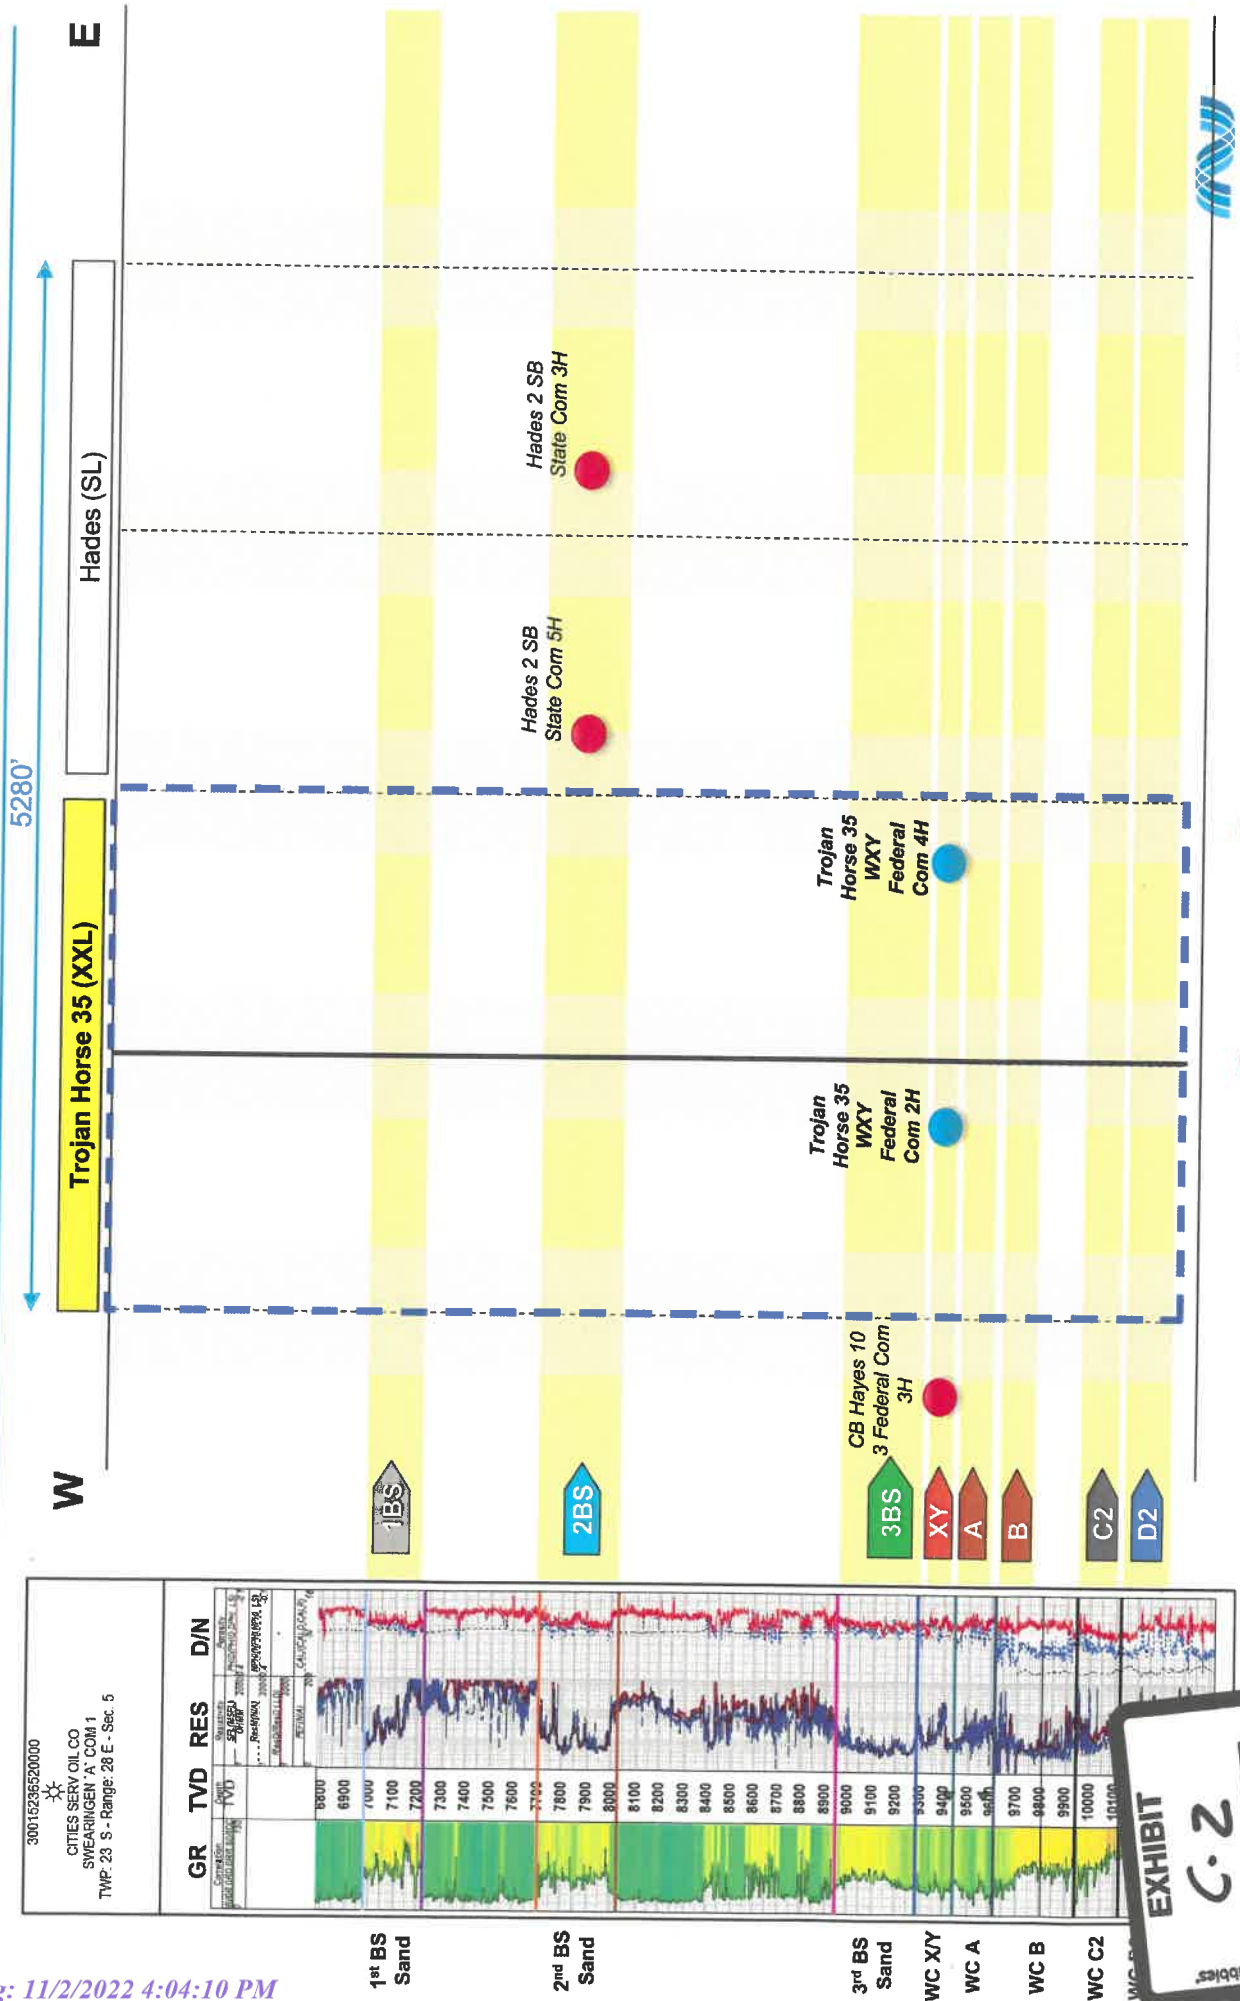 W
E
5280'
Trojan Horse 35 (XXL)
Hades (SL)
30015236520000
CITIES SERV OIL CO
SWEARINGEN 'A' COM 1
TWP: 23 S - Range: 28 E - Sec. 5
GR TVD RES D/N
TVD
6800
6900
7000
7100
7200
7300
7400
7500
7600
7700
7800
7900
8000
8100
8200
8300
8400
8500
8600
8700
8800
8900
9000
9100
9200
9300
9400
9500
9600
9700
9800
9900
10000
10100
1st BS
Sand
2nd BS
Sand
3rd BS
Sand
WC X/Y
WC A
WC B
WC C2
1BS
2BS
3BS
XY
A
B
C2
D2
CB Hayes 10
3 Federal Com
3H
Trojan
Horse 35
WXY
Federal
Com 2H
Trojan
Horse 35
WXY
Federal
Com 4H
Hades 2 SB
State Com 5H
Hades 2 SB
State Com 3H
EXHIBIT
C.2
g: 11/2/2022 4:04:10 PM